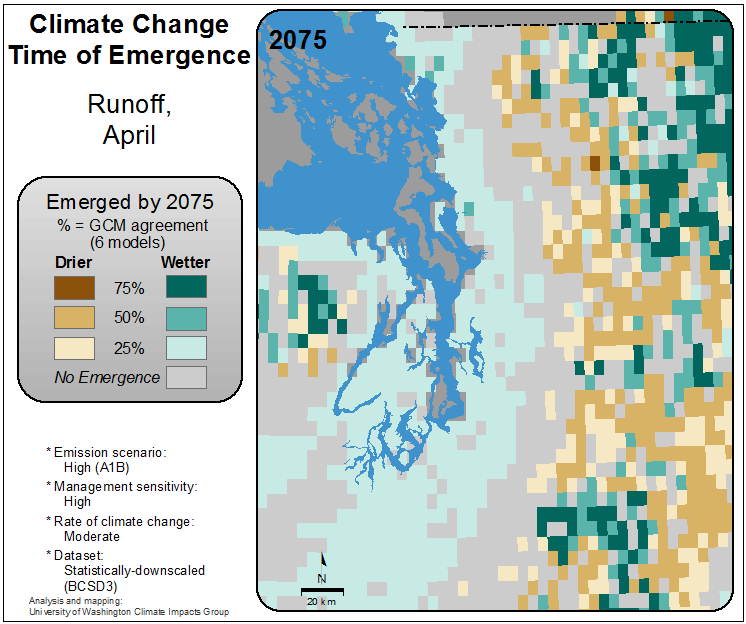 Climate Change
Time of Emergence
Runoff,
April
Emerged by 2075
% = GCM agreement
(6 models)
Drier Wetter
75%
50%
25%
No Emergence
* Emission scenario:
High (A1B)
* Management sensitivity:
High
* Rate of climate change:
Moderate
* Dataset:
Statistically-downscaled
(BCSD3)
Analysis and mapping:
University of Washington Climate Impacts Group
2075
N
20 km